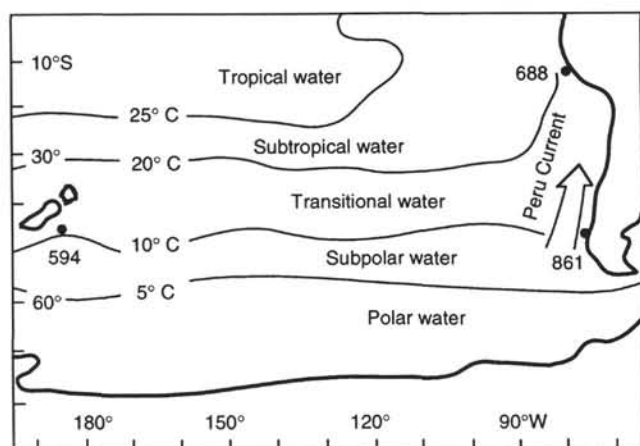 10°S
688
Tropical water
25° C
Subtropical water
30°
20° C
Peru Current
Transitional water
10° C
594
Subpolar water
861
5° C
60°
Polar water
180° 150° 120° 90°W